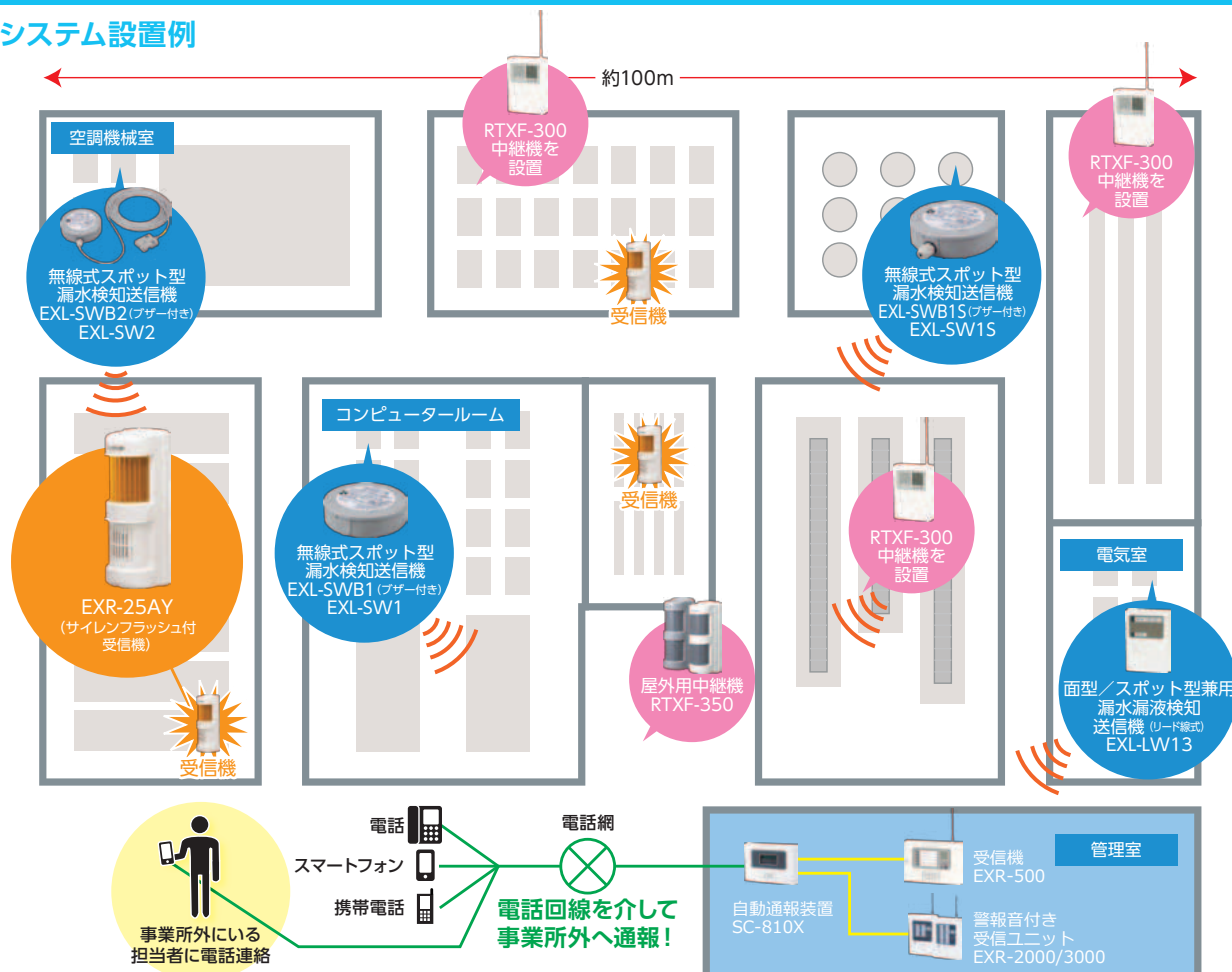 システム設置例
約100m
空調機械室
無線式スポット型
漏水検知送信機
EXL-SWB2(ブザー付き)
EXL-SW2
RTXF-300
中継機を
設置
受信機
無線式スポット型
漏水検知送信機
EXL-SWB1S(ブザー付き)
EXL-SW1S
RTXF-300
中継機を
設置
EXR-25AY
(サイレンフラッシュ付
受信機)
受信機
コンピュータールーム
無線式スポット型
漏水検知送信機
EXL-SWB1(ブザー付き)
EXL-SW1
受信機
屋外用中継機
RTXF-350
RTXF-300
中継機を
設置
電気室
面型/スポット型兼用
漏水漏液検知
送信機(リード線式)
EXL-LW13
事業所外にいる
担当者に電話連絡
電話
スマートフォン
携帯電話
電話網
電話回線を介して
事業所外へ通報!
管理室
自動通報装置
SC-810X
受信機
EXR-500
警報音付き
受信ユニット
EXR-2000/3000